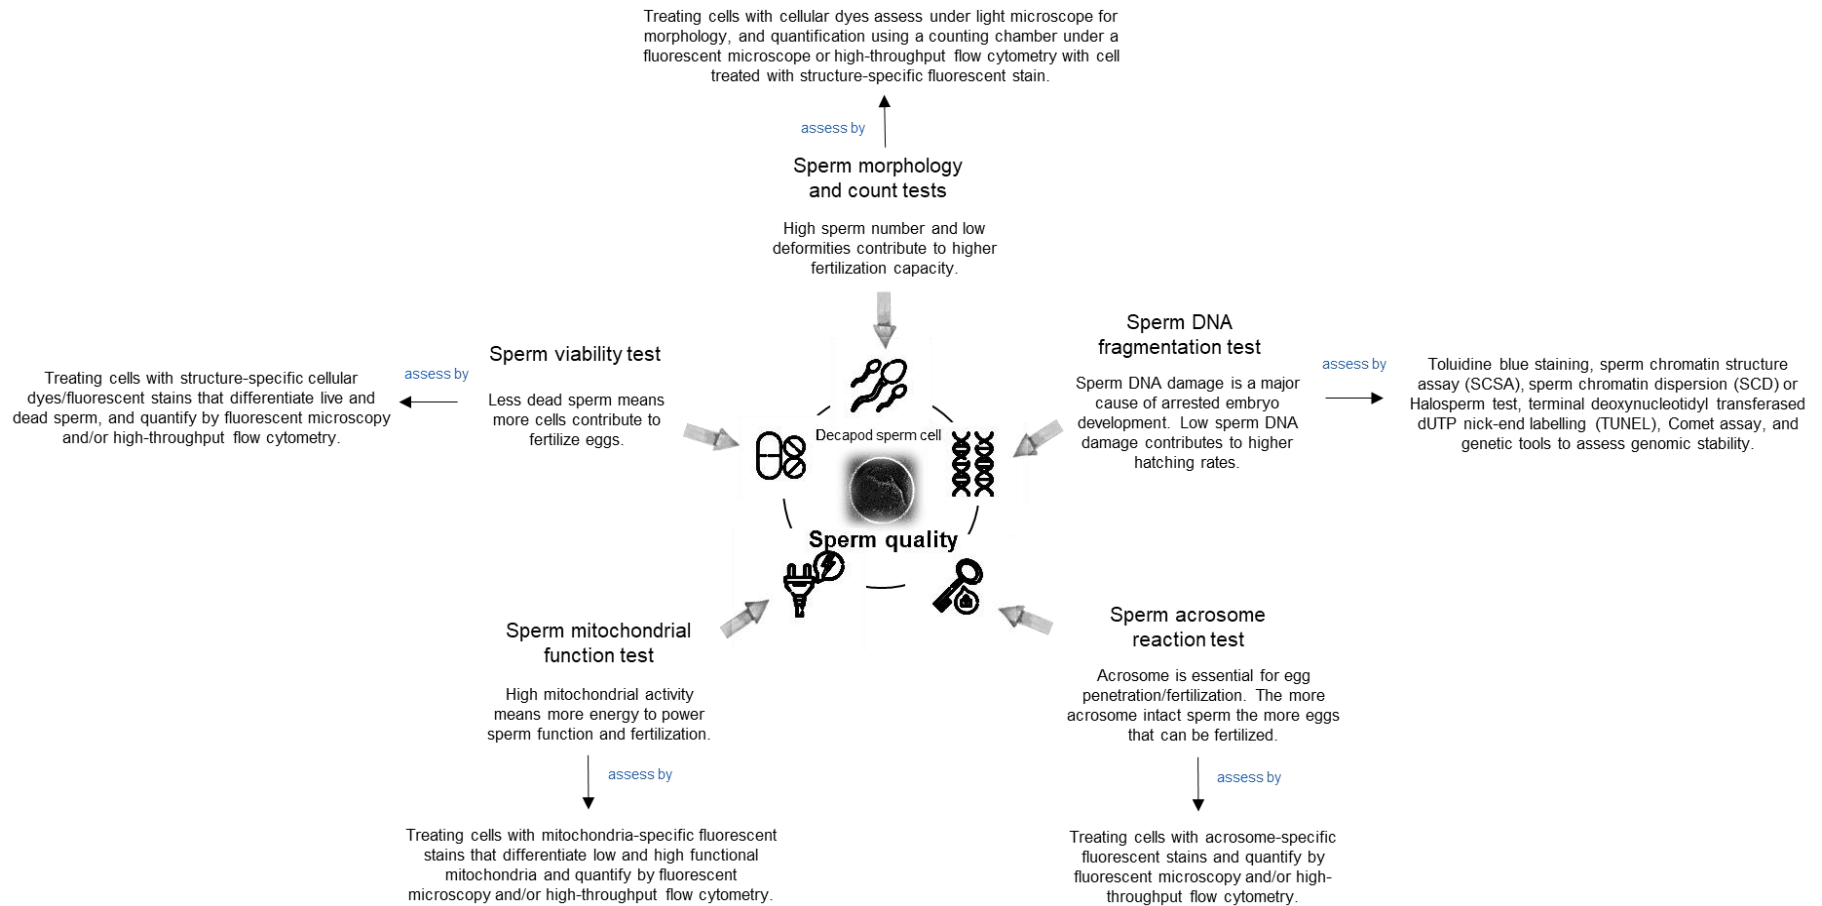 Treating cells with cellular dyes assess under light microscope for
morphology, and quantification using a counting chamber under a
fluorescent microscope or high-throughput flow cytometry with cell
treated with structure-specific fluorescent stain.
assess by
Sperm morphology
and count tests
High sperm number and low
deformities contribute to higher
fertilization capacity.
Sperm viability test
Less dead sperm means
more cells contribute to
fertilize eggs.
assess by
Treating cells with structure-specific cellular
dyes/fluorescent stains that differentiate live and
dead sperm, and quantify by fluorescent microscopy
and/or high-throughput flow cytometry.
Sperm DNA
fragmentation test
Sperm DNA damage is a major
cause of arrested embryo
development. Low sperm DNA
damage contributes to higher
hatching rates.
assess by
Toluidine blue staining, sperm chromatin structure
assay (SCSA), sperm chromatin dispersion (SCD) or
Halosperm test, terminal deoxynucleotidyl transferased
dUTP nick-end labelling (TUNEL), Comet assay, and
genetic tools to assess genomic stability.
Decapod sperm cell
Sperm quality
Sperm mitochondrial
function test
High mitochondrial activity
means more energy to power
sperm function and fertilization.
assess by
Treating cells with mitochondria-specific fluorescent
stains that differentiate low and high functional
mitochondria and quantify by fluorescent
microscopy and/or high-throughput flow cytometry.
Sperm acrosome
reaction test
Acrosome is essential for egg
penetration/fertilization. The more
acrosome intact sperm the more eggs
that can be fertilized.
assess by
Treating cells with acrosome-specific
fluorescent stains and quantify by
fluorescent microscopy and/or high-
throughput flow cytometry.